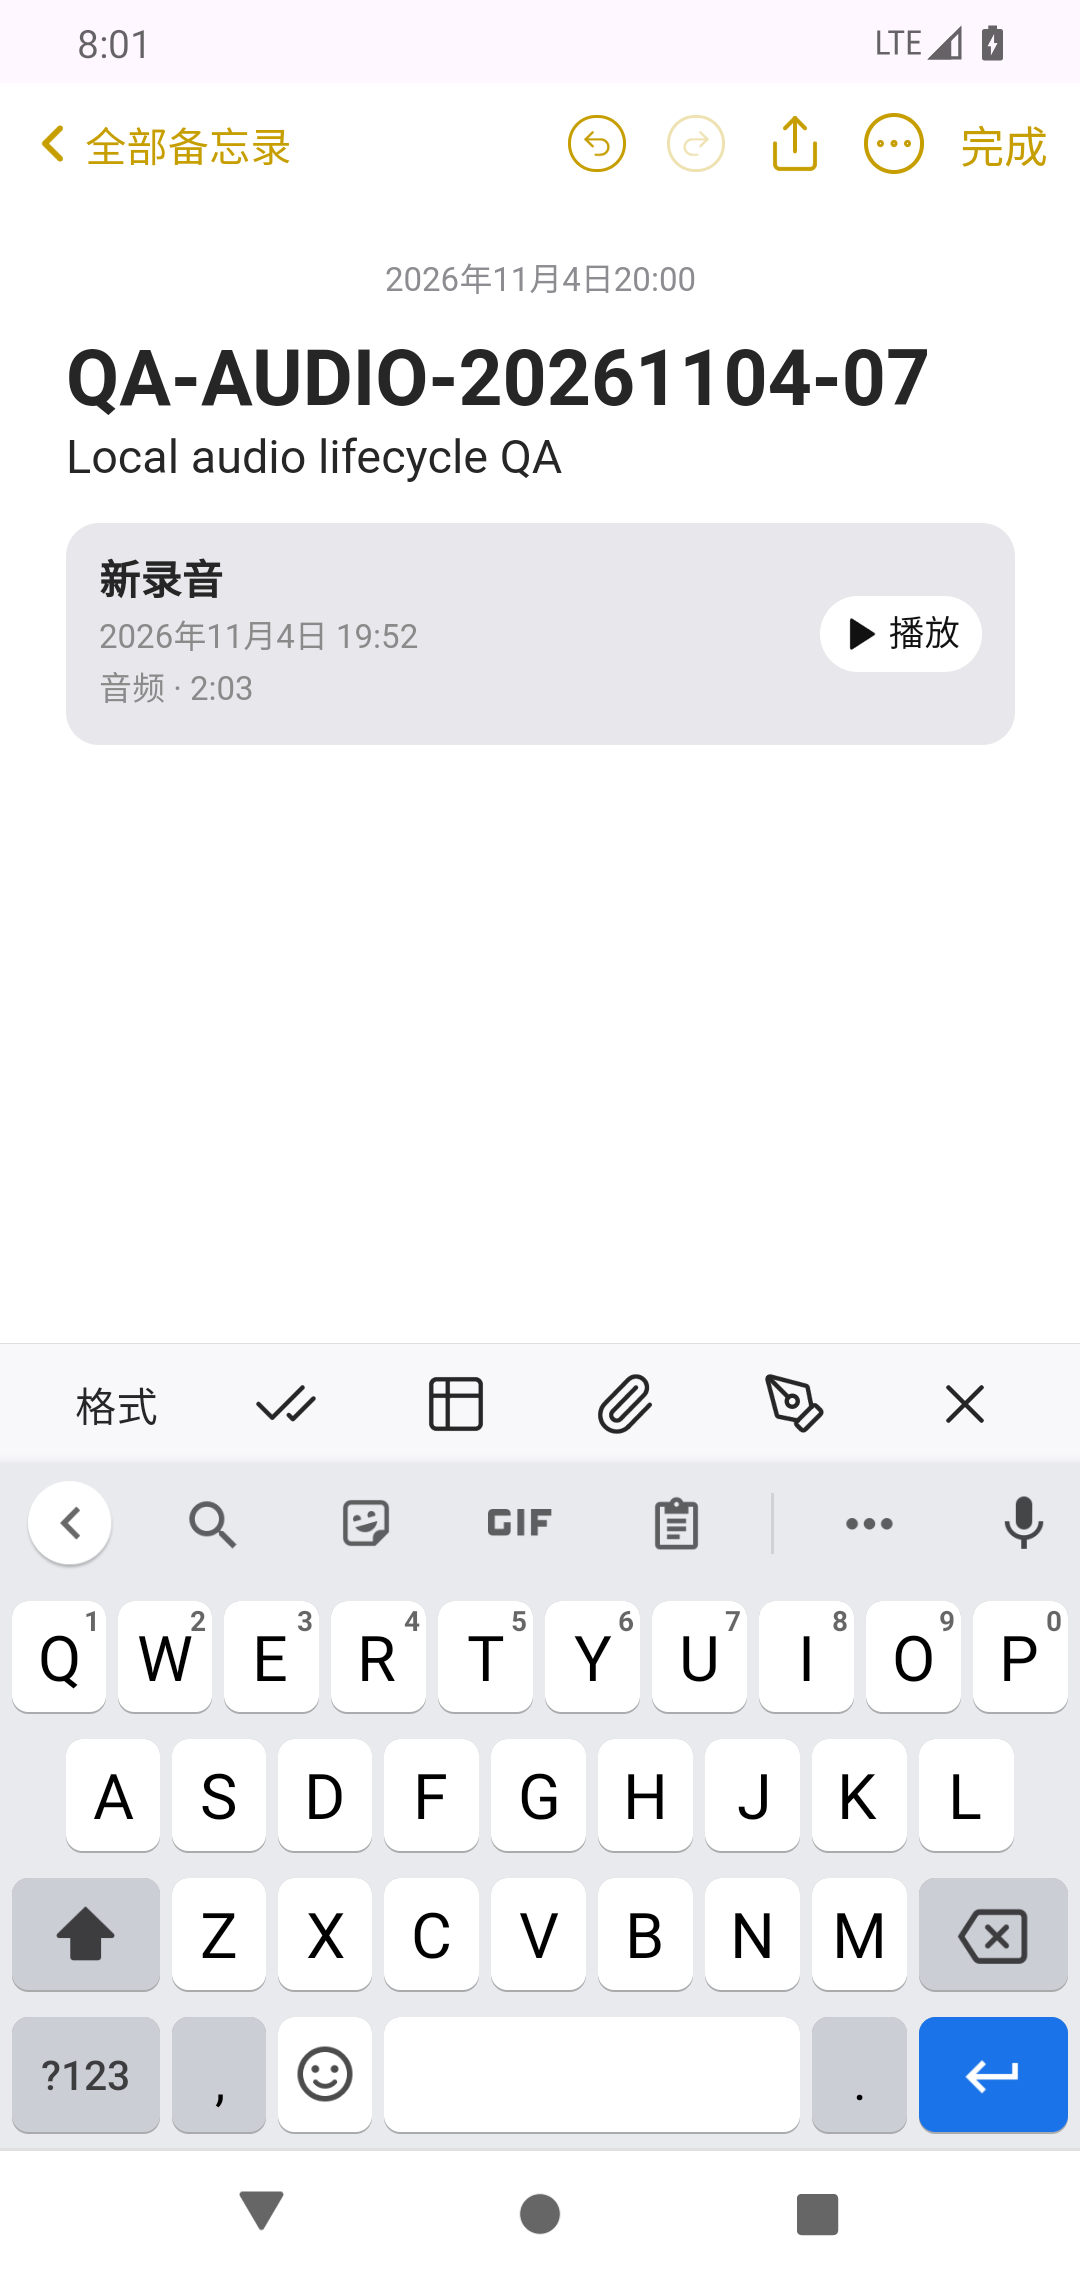 8:01
LTE
全部备忘录
完成
2026年11月4日20:00
QA-AUDIO-20261104-07
Local audio lifecycle QA
新录音
2026年11月4日 19:52
音频 · 2:03
播放
格式
GIF
Q 1 W 2 E 3 R 4 T 5 Y 6 U 7 I 8 O 9 P 0
A S D F G H J K L
Z X C V B N M
?123 , .